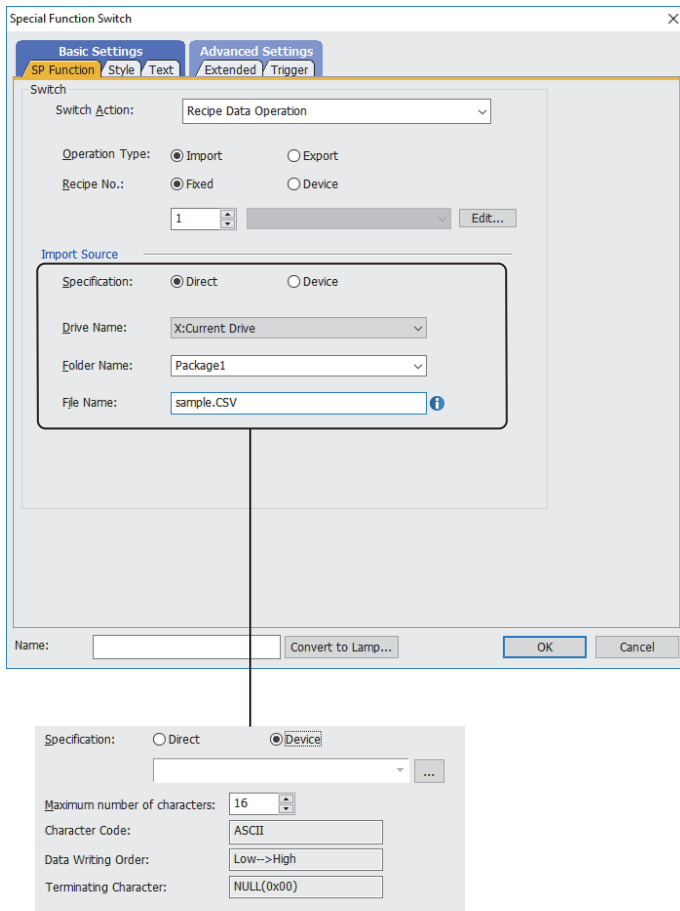 Special Function Switch
Basic Settings Advanced Settings
SP Function Style Text Extended Trigger
Switch
Switch Action: Recipe Data Operation
Operation Type: Import Export
Recipe No.: Fixed Device
1 Edit...
Import Source
Specification: Direct Device
Drive Name: X:Current Drive
Folder Name: Package1
File Name: sample.CSV
Name: Convert to Lamp... OK Cancel
Specification: Direct Device
...
Maximum number of characters: 16
Character Code: ASCII
Data Writing Order: Low-->High
Terminating Character: NULL(0x00)